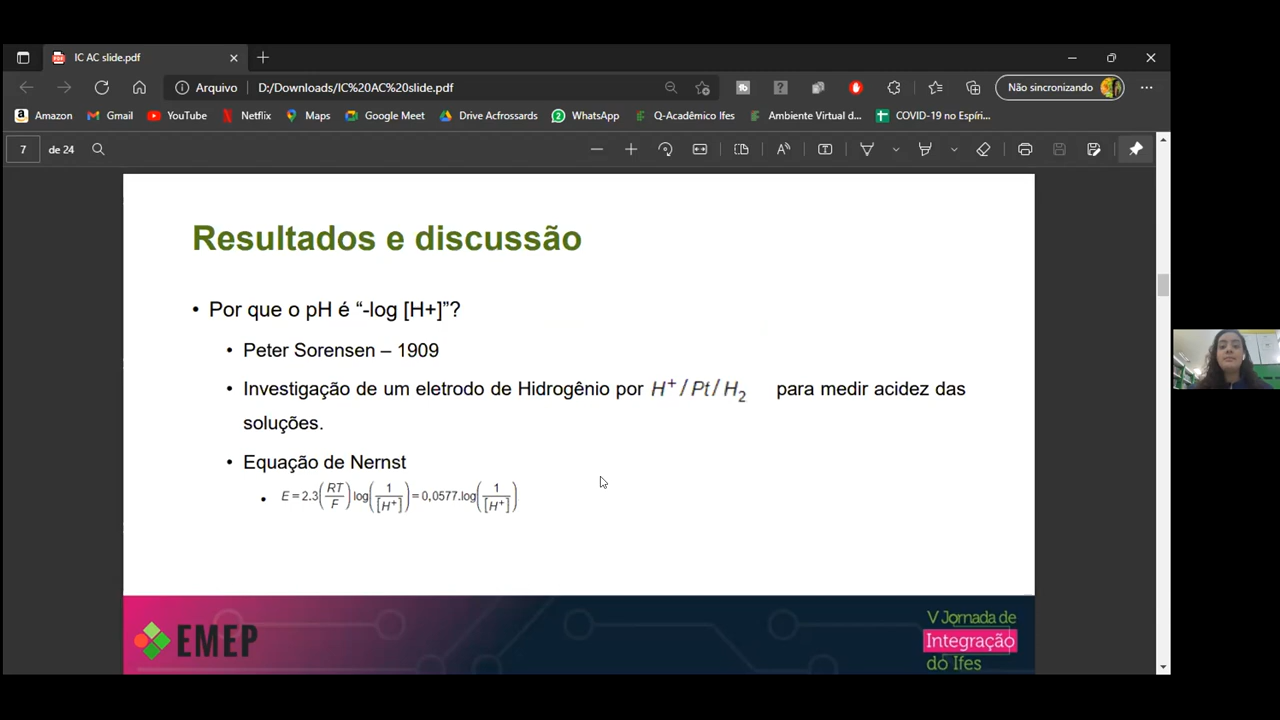 IC AC slide.pdf
Arquivo D:/Downloads/IC%20AC%20slide.pdf
Não sincronizando
Amazon Gmail YouTube Netflix Maps Google Meet Drive Acfrossards WhatsApp Q-Acadêmico Ifes Ambiente Virtual d... COVID-19 no Espíri...
7 de 24
Resultados e discussão
• Por que o pH é “-log [H+]”?
• Peter Sorensen – 1909
• Investigação de um eletrodo de Hidrogênio por H⁺/Pt/H₂ para medir acidez das
soluções.
• Equação de Nernst
• E = 2.3(RT/F)log(1/[H⁺]) = 0,0577.log(1/[H⁺])
EMEP
V Jornada de
Integração
do Ifes